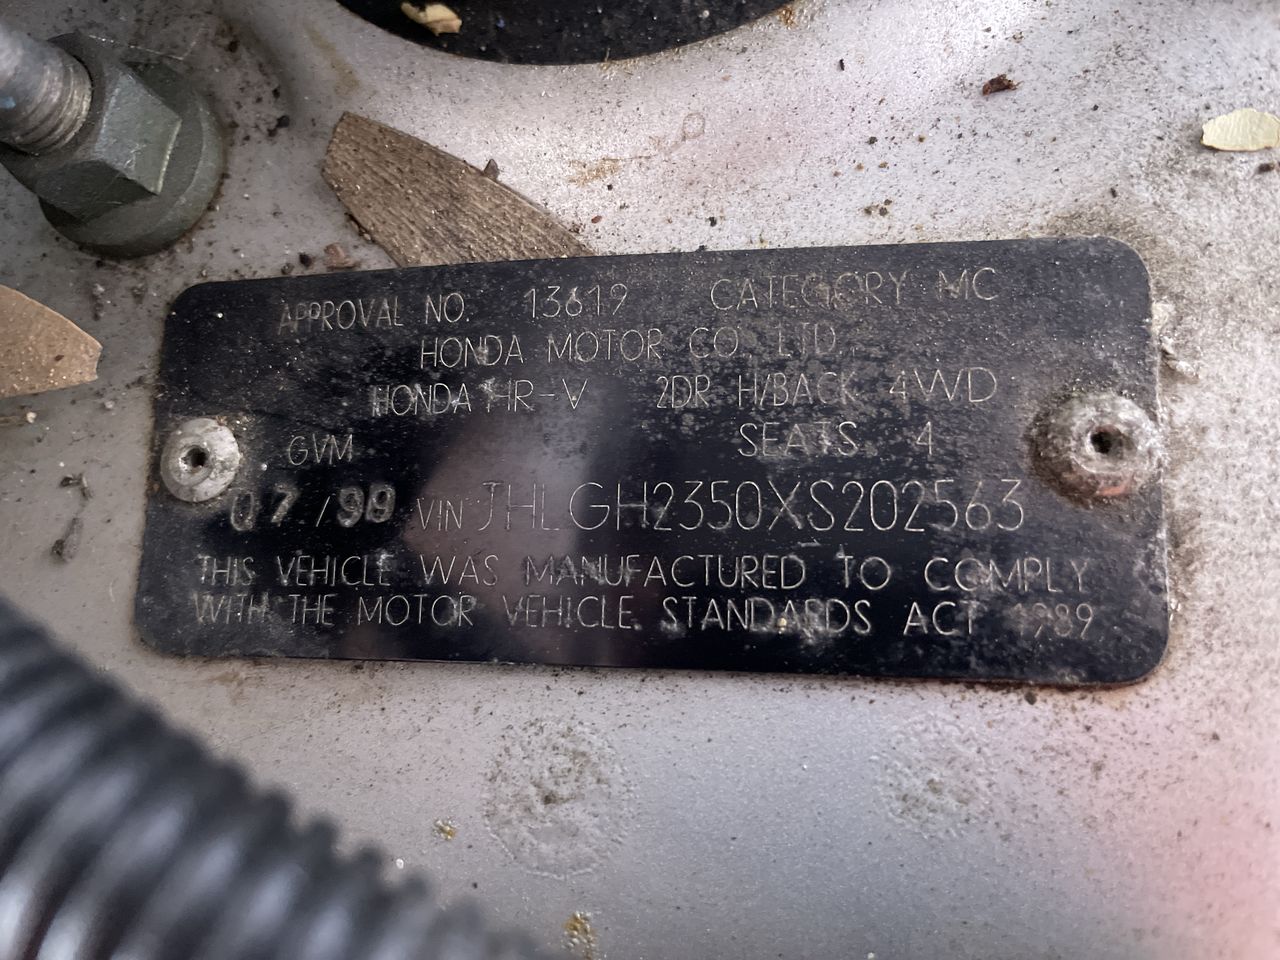 APPROVAL NO. 13619 CATEGORY MC
HONDA MOTOR CO. LTD
HONDA HR-V 2DR H/BACK 4WD
GVM SEATS 4
07/99 VIN JHLGH2350XS202563
THIS VEHICLE WAS MANUFACTURED TO COMPLY
WITH THE MOTOR VEHICLE STANDARDS ACT 1989